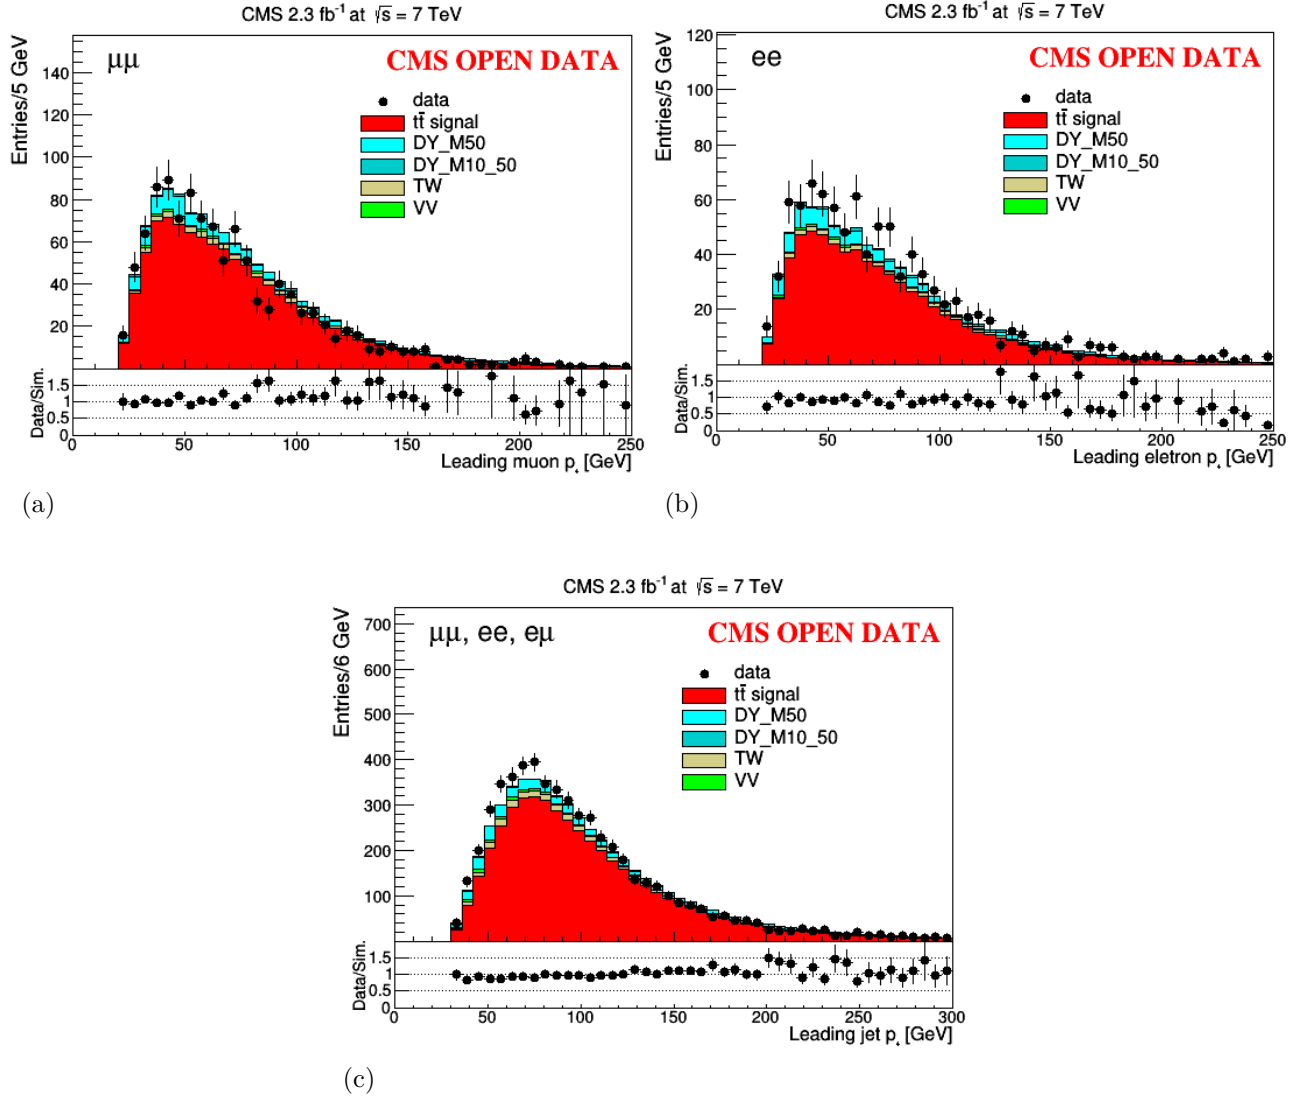 CMS 2.3 fb⁻¹ at √s = 7 TeV
Entries/5 GeV
μμ
CMS OPEN DATA
data
tt̄ signal
DY_M50
DY_M10_50
TW
VV
140
120
100
80
60
40
20
Data/Sim.
1.5
1
0.5
0
0 50 100 150 200 250
Leading muon p [GeV]
(a)
CMS 2.3 fb⁻¹ at √s = 7 TeV
Entries/5 GeV
ee
CMS OPEN DATA
data
tt̄ signal
DY_M50
DY_M10_50
TW
VV
120
100
80
60
40
20
Data/Sim.
1.5
1
0.5
0
0 50 100 150 200 250
Leading eletron p [GeV]
(b)
CMS 2.3 fb⁻¹ at √s = 7 TeV
Entries/6 GeV
μμ, ee, eμ
CMS OPEN DATA
data
tt̄ signal
DY_M50
DY_M10_50
TW
VV
700
600
500
400
300
200
100
Data/Sim.
1.5
1
0.5
0
0 50 100 150 200 250 300
Leading jet p [GeV]
(c)